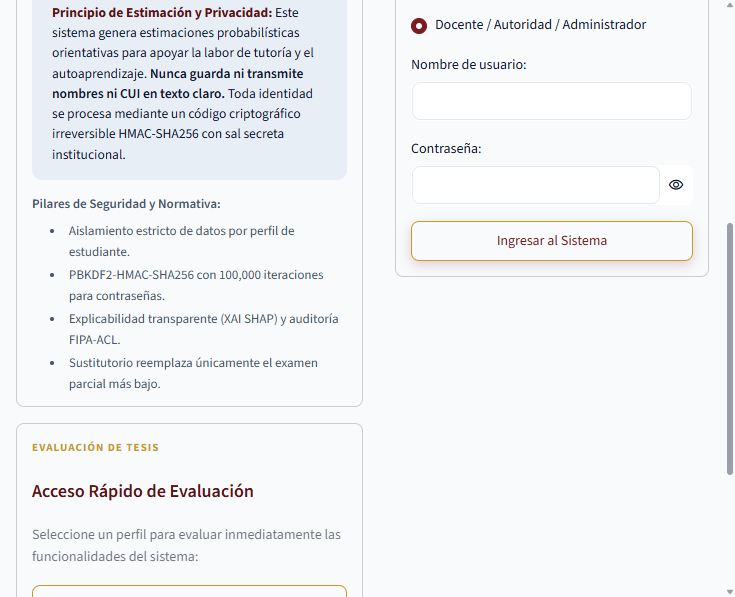 Principio de Estimación y Privacidad: Este
sistema genera estimaciones probabilísticas
orientativas para apoyar la labor de tutoría y el
autoaprendizaje. Nunca guarda ni transmite
nombres ni CUI en texto claro. Toda identidad
se procesa mediante un código criptográfico
irreversible HMAC-SHA256 con sal secreta
institucional.
Pilares de Seguridad y Normativa:
Aislamiento estricto de datos por perfil de
estudiante.
PBKDF2-HMAC-SHA256 con 100,000 iteraciones
para contraseñas.
Explicabilidad transparente (XAI SHAP) y auditoría
FIPA-ACL.
Sustitutorio reemplaza únicamente el examen
parcial más bajo.
EVALUACIÓN DE TESIS
Acceso Rápido de Evaluación
Seleccione un perfil para evaluar inmediatamente las
funcionalidades del sistema:
Docente / Autoridad / Administrador
Nombre de usuario:
Contraseña:
Ingresar al Sistema